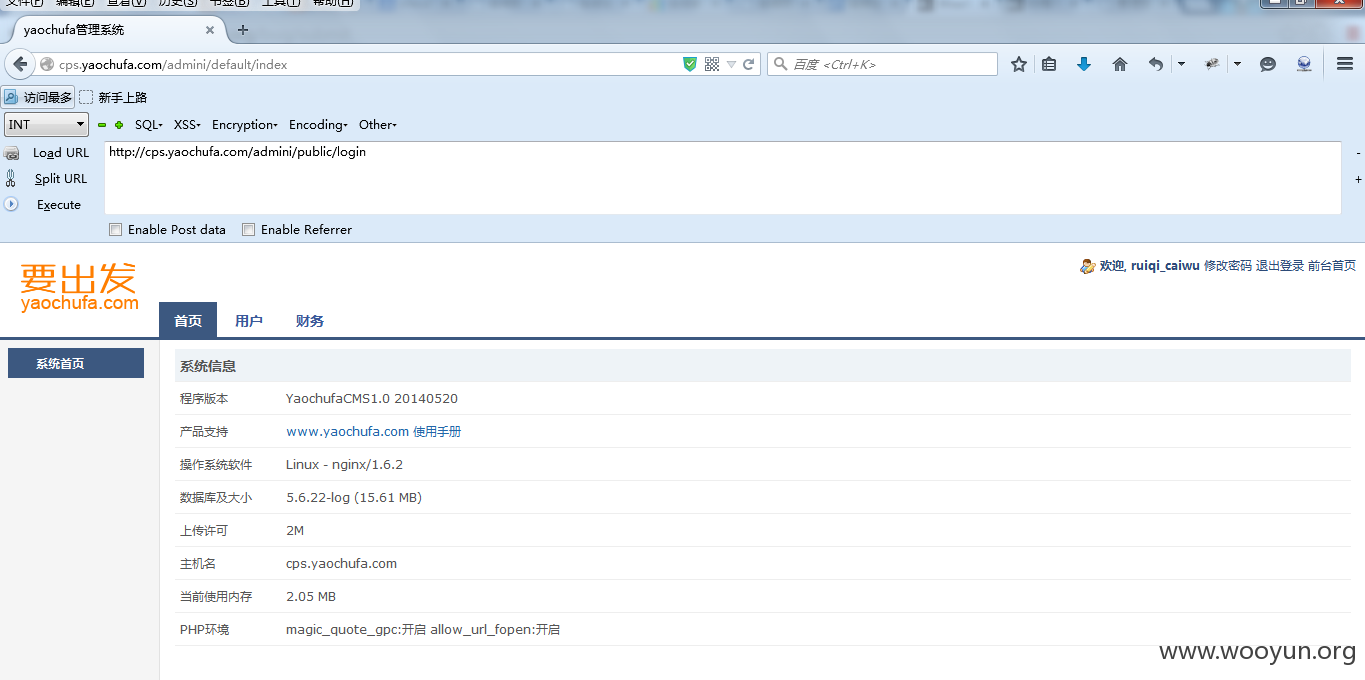 文件(F) 编辑(E) 查看(V) 历史(S) 书签(B) 工具(T) 帮助(H)
yaochufa管理系统
cps.yaochufa.com/admini/default/index
百度 <Ctrl+K>
访问最多 新手上路
INT SQL XSS Encryption Encoding Other
Load URL http://cps.yaochufa.com/admini/public/login
Split URL
Execute
Enable Post data Enable Referrer
欢迎, ruiqi_caiwu 修改密码 退出登录 前台首页
要出发
yaochufa.com
首页 用户 财务
系统首页
系统信息
程序版本 YaochufaCMS1.0 20140520
产品支持 www.yaochufa.com 使用手册
操作系统软件 Linux - nginx/1.6.2
数据库及大小 5.6.22-log (15.61 MB)
上传许可 2M
主机名 cps.yaochufa.com
当前使用内存 2.05 MB
PHP环境 magic_quote_gpc:开启 allow_url_fopen:开启
www.wooyun.org